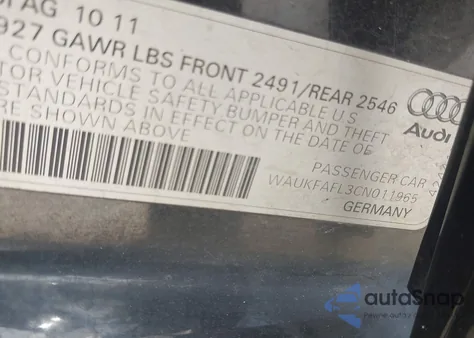 AG 10 11
927 GAWR LBS FRONT 2491/REAR 2546
CONFORMS TO ALL APPLICABLE U.S
TOR VEHICLE SAFETY BUMPER AND THEFT
STANDARDS IN EFFECT ON THE DATE OF
RE SHOWN ABOVE
Audi
PASSENGER CAR
WAUKFAFL3CN011965
GERMANY
autoSnap